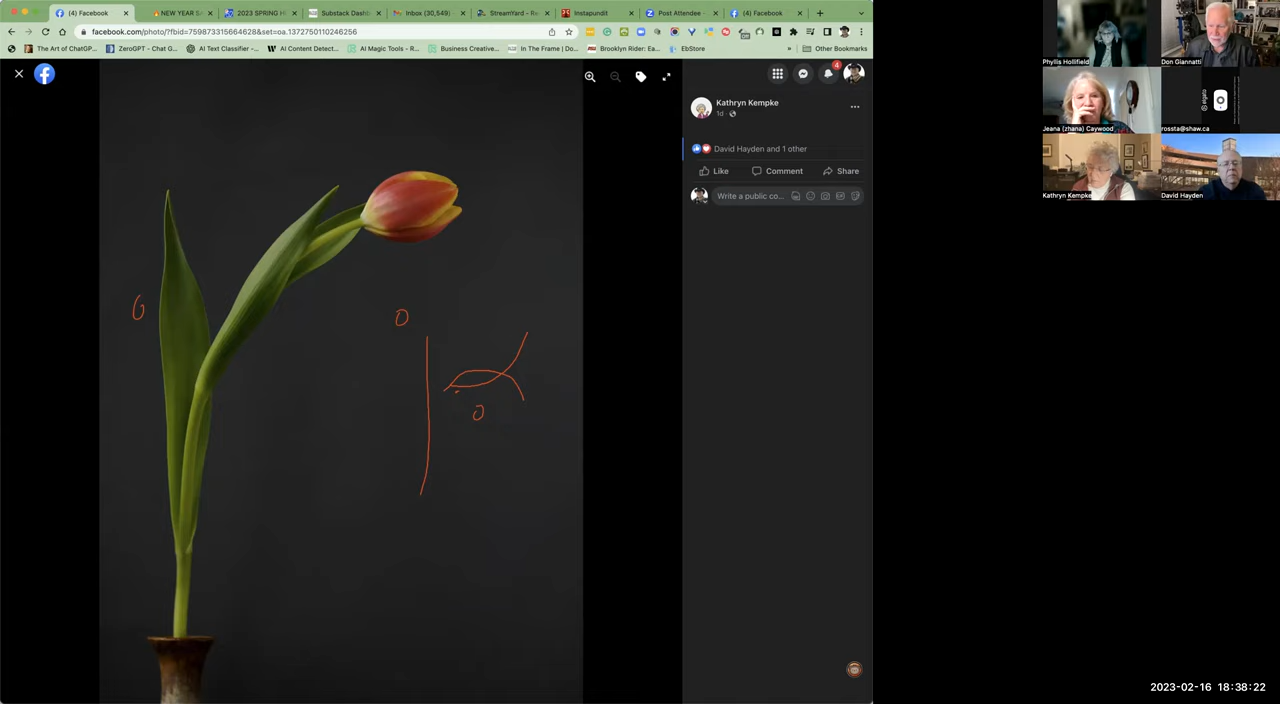 (4) Facebook
NEW YEAR S
2023 SPRING H
Substack Dashb
Inbox (30,549) -
StreamYard - Re
Instapundit
Post Attendee -
(4) Facebook
facebook.com/photo/?fbid=759873315664628&set=oa.1372750110246256
The Art of ChatGP...
ZeroGPT - Chat G...
AI Text Classifier -...
AI Content Detect...
AI Magic Tools - R...
Business Creative...
In The Frame | Do...
Brooklyn Rider: Ea...
EbStore
»
Other Bookmarks
4
Kathryn Kempke
1d
David Hayden and 1 other
Like
Comment
Share
Write a public co...
Phyllis Hollifield
Don Giannatti
Jeana (zhana) Caywood
elgato
rossta@shaw.ca
Kathryn Kempke
David Hayden
2023-02-16 18:38:22